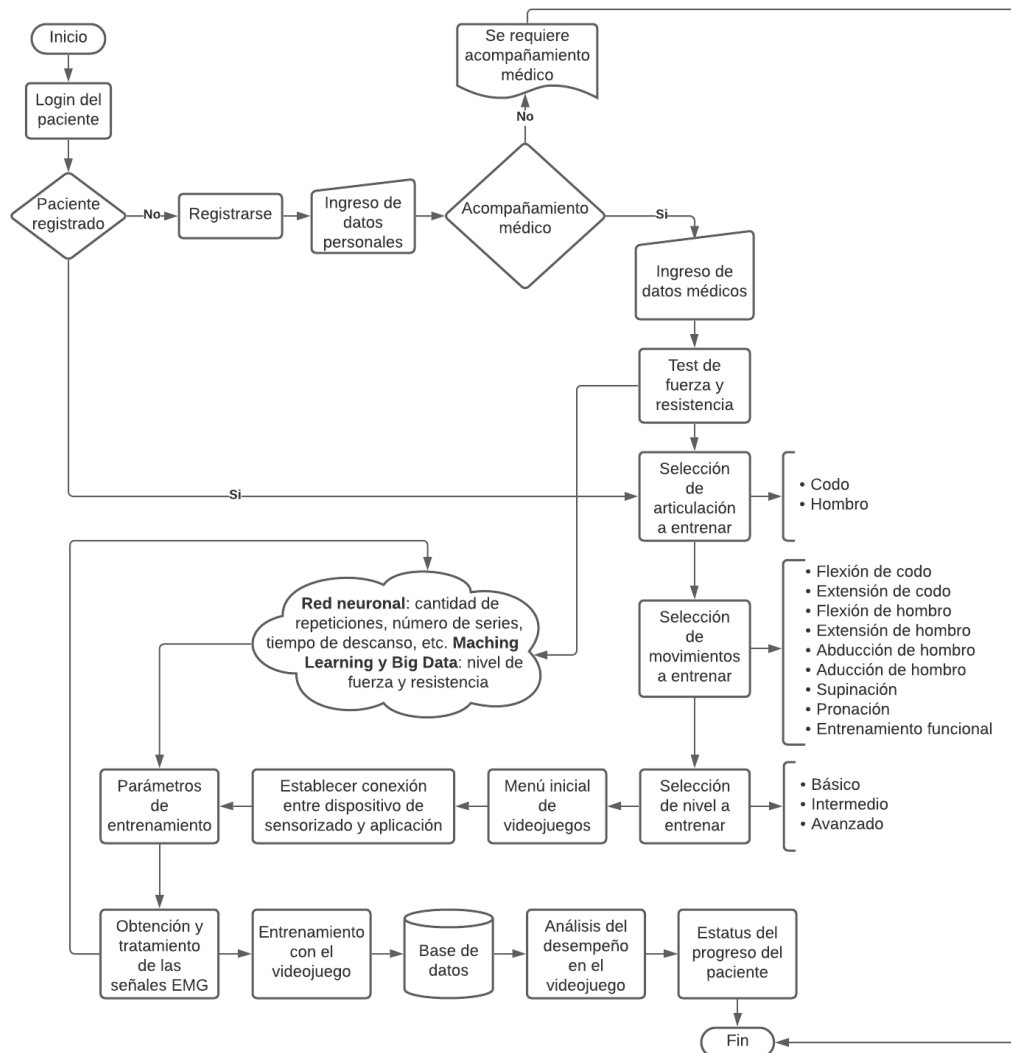 Inicio
Login del
paciente
Paciente
registrado
No
Registrarse
Ingreso de
datos
personales
Acompañamiento
médico
No
Se requiere
acompañamiento
médico
Si
Ingreso de
datos médicos
Test de
fuerza y
resistencia
Si
Selección
de
articulación
a entrenar
• Codo
• Hombro
Selección
de
movimientos
a entrenar
• Flexión de codo
• Extensión de codo
• Flexión de hombro
• Extensión de hombro
• Abducción de hombro
• Aducción de hombro
• Supinación
• Pronación
• Entrenamiento funcional
Red neuronal: cantidad de
repeticiones, número de series,
tiempo de descanso, etc. Maching
Learning y Big Data: nivel de
fuerza y resistencia
Selección
de nivel a
entrenar
• Básico
• Intermedio
• Avanzado
Menú inicial
de
videojuegos
Establecer conexión
entre dispositivo de
sensorizado y aplicación
Parámetros
de
entrenamiento
Obtención y
tratamiento
de las
señales EMG
Entrenamiento
con el
videojuego
Base de
datos
Análisis del
desempeño
en el
videojuego
Estatus del
progreso del
paciente
Fin